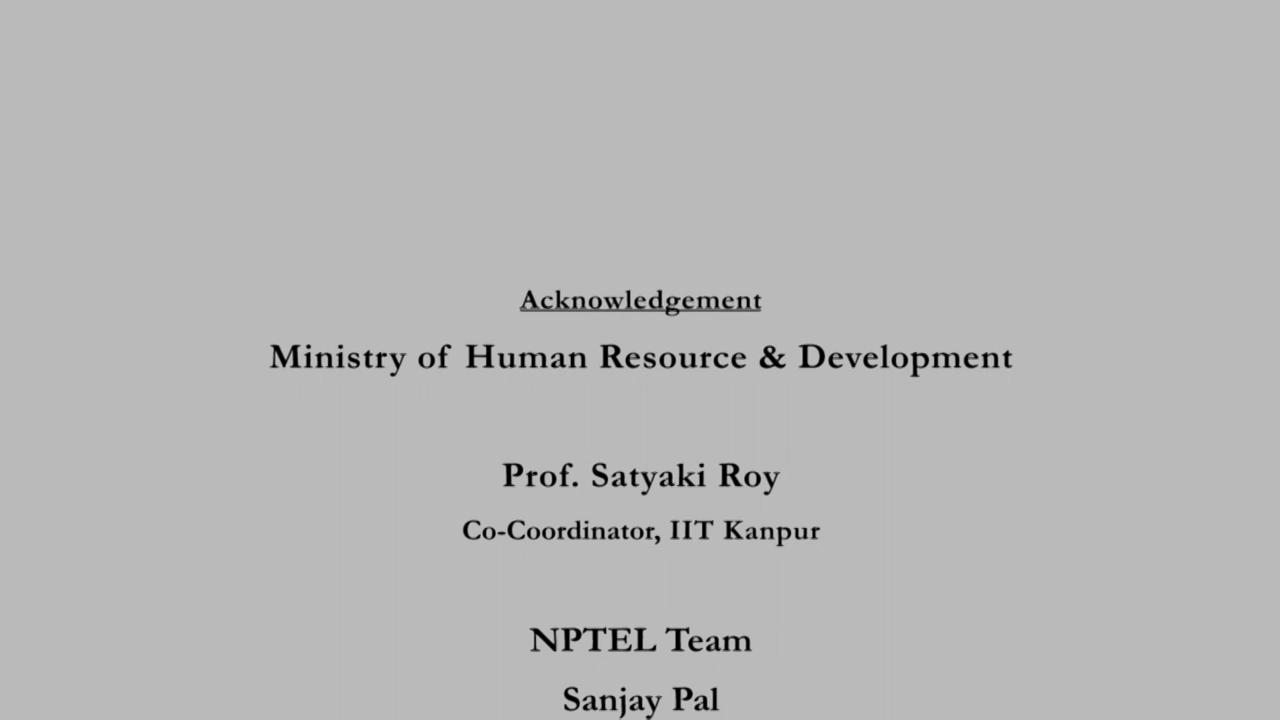 Acknowledgement
Ministry of Human Resource & Development
Prof. Satyaki Roy
Co-Coordinator, IIT Kanpur
NPTEL Team
Sanjay Pal